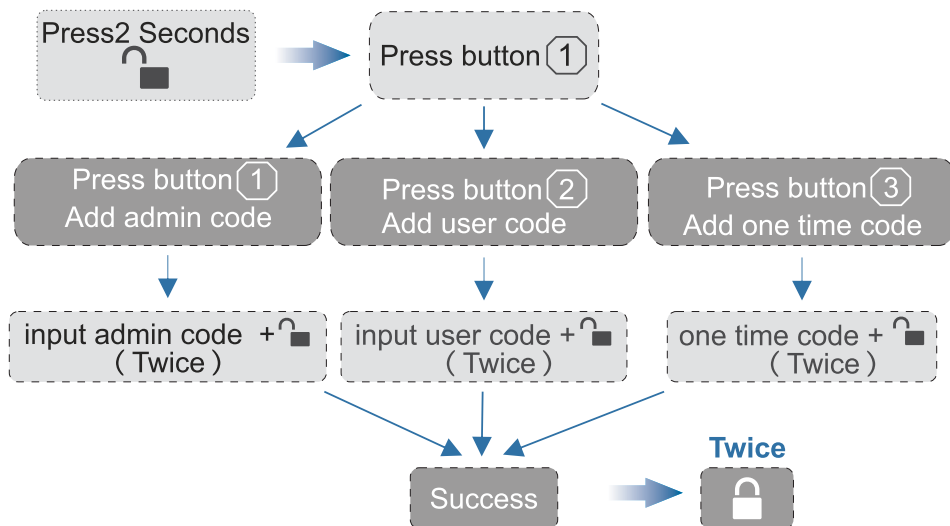 Press2 Seconds
Press button 1
Press button 1
Add admin code
Press button 2
Add user code
Press button 3
Add one time code
input admin code +
( Twice )
input user code +
( Twice )
one time code +
( Twice )
Success
Twice